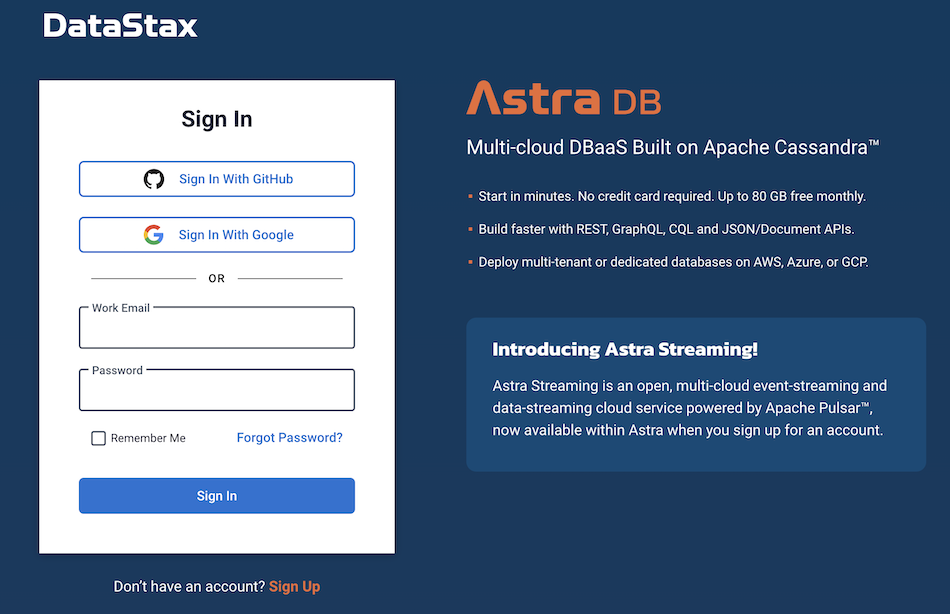 DataStax
Sign In
Sign In With GitHub
Sign In With Google
OR
Work Email
Password
Remember Me
Forgot Password?
Sign In
Don’t have an account? Sign Up
Astra DB
Multi-cloud DBaaS Built on Apache Cassandra™
Start in minutes. No credit card required. Up to 80 GB free monthly.
Build faster with REST, GraphQL, CQL and JSON/Document APIs.
Deploy multi-tenant or dedicated databases on AWS, Azure, or GCP.
Introducing Astra Streaming!
Astra Streaming is an open, multi-cloud event-streaming and
data-streaming cloud service powered by Apache Pulsar™,
now available within Astra when you sign up for an account.